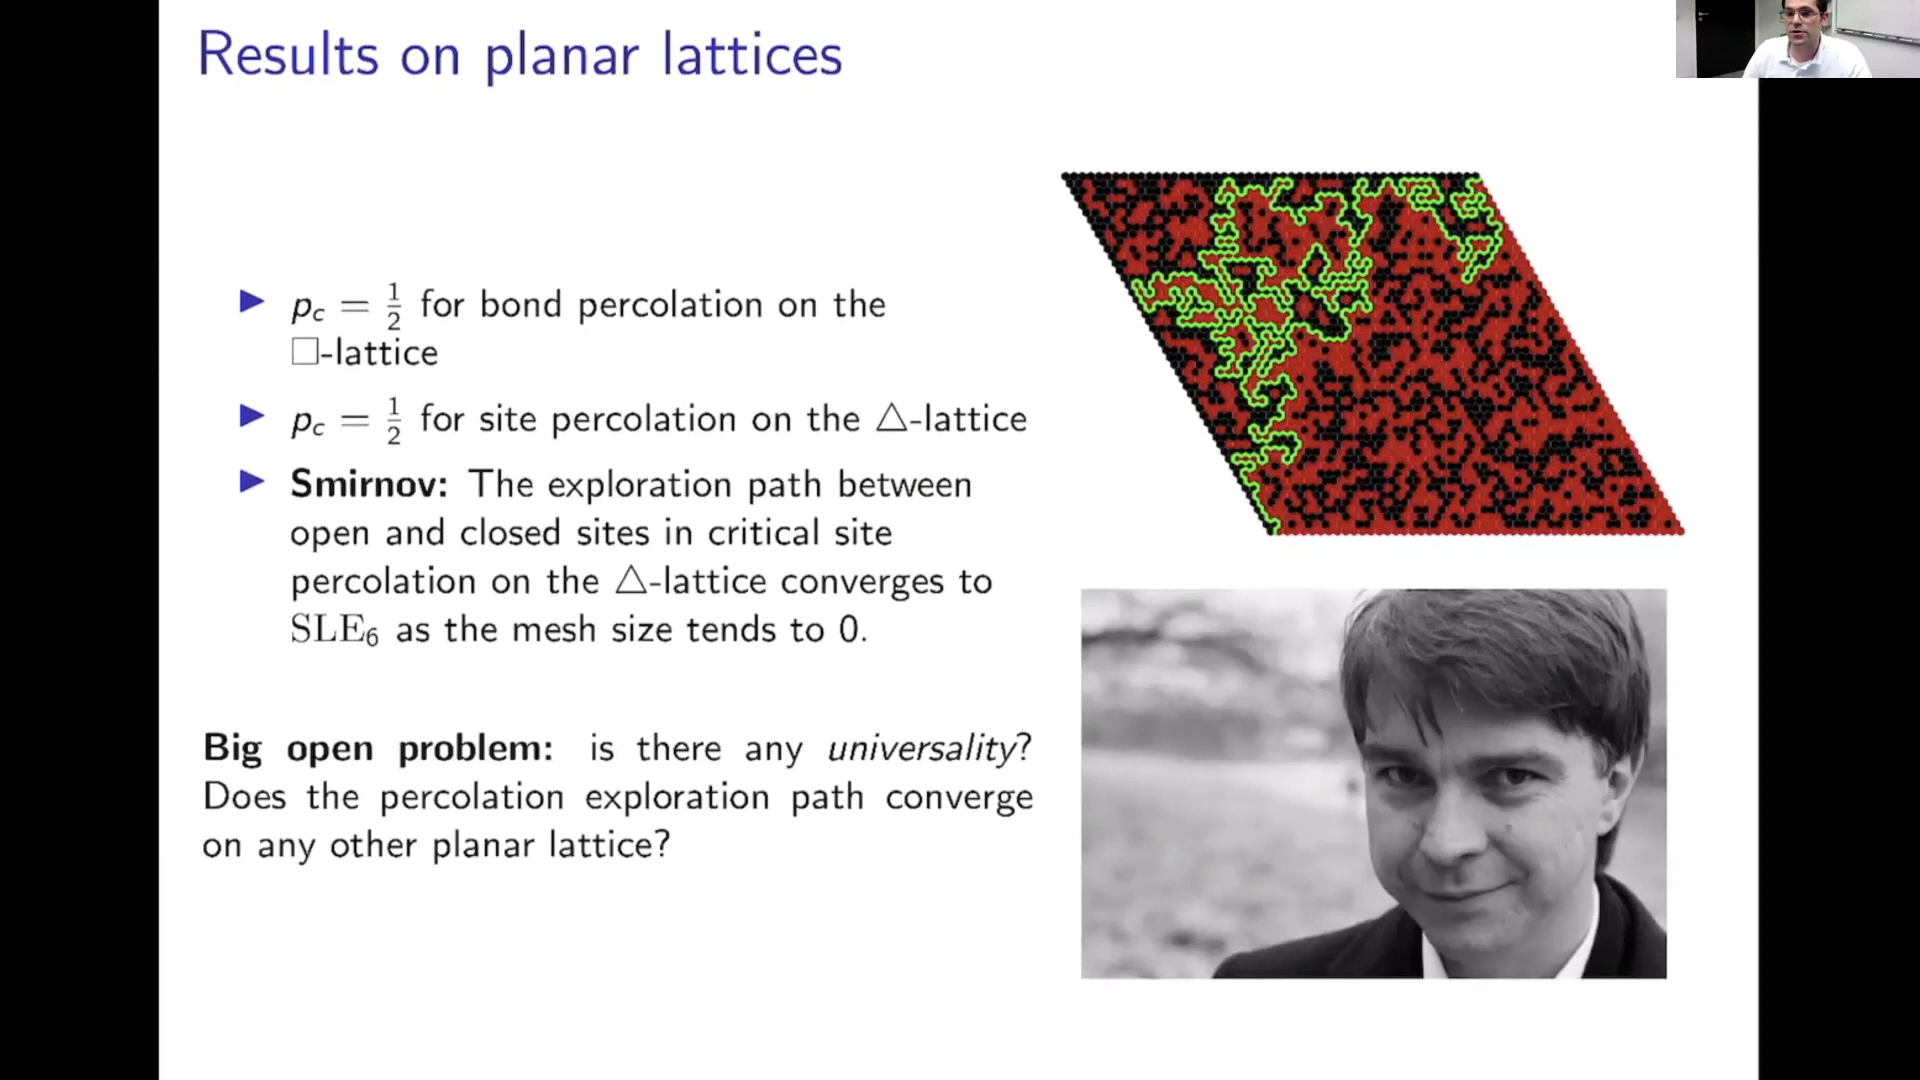 Results on planar lattices
▶ p_c = 1/2 for bond percolation on the
□-lattice
▶ p_c = 1/2 for site percolation on the △-lattice
▶ Smirnov: The exploration path between
open and closed sites in critical site
percolation on the △-lattice converges to
SLE₆ as the mesh size tends to 0.
Big open problem: is there any universality?
Does the percolation exploration path converge
on any other planar lattice?